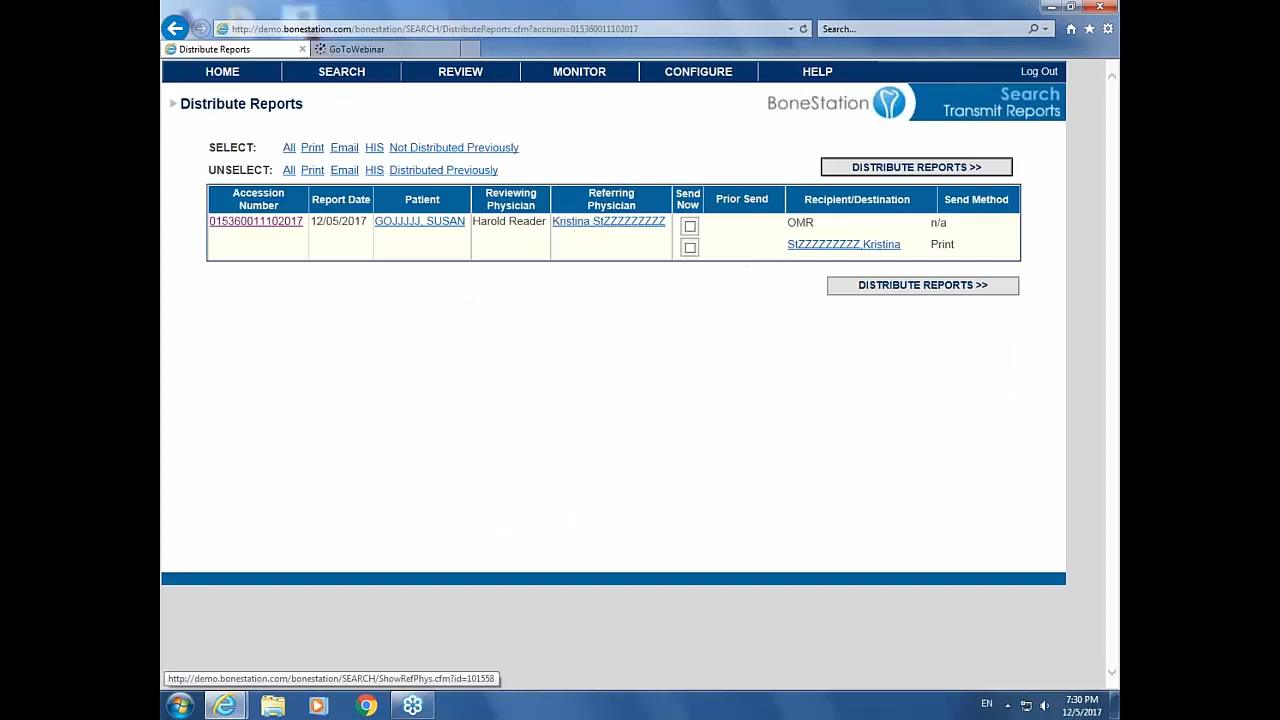 http://demo.bonestation.com/bonestation/SEARCH/DistributeReports.cfm?accnum=015360011102017
Search...
Distribute Reports
GoToWebinar
HOME SEARCH REVIEW MONITOR CONFIGURE HELP Log Out
Distribute Reports
BoneStation
Search
Transmit Reports
SELECT: All Print Email HIS Not Distributed Previously
UNSELECT: All Print Email HIS Distributed Previously
DISTRIBUTE REPORTS >>
Accession Number Report Date Patient Reviewing Physician Referring Physician Send Now Prior Send Recipient/Destination Send Method
015360011102017 12/05/2017 GOJJJJJ, SUSAN Harold Reader Kristina StZZZZZZZZZ OMR n/a
StZZZZZZZZZ,Kristina Print
DISTRIBUTE REPORTS >>
http://demo.bonestation.com/bonestation/SEARCH/ShowRefPhys.cfm?id=101558
EN
7:30 PM
12/5/2017